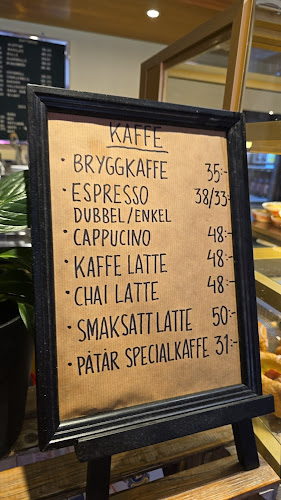 KAFFE
· BRYGGKAFFE 35:-
· ESPRESSO 38/33:-
DUBBEL/ENKEL
· CAPPUCINO 48:-
· KAFFE LATTE 48:-
· CHAI LATTE 48:-
· SMAKSATT LATTE 50:-
· PÅTÅR SPECIALKAFFE 31:-